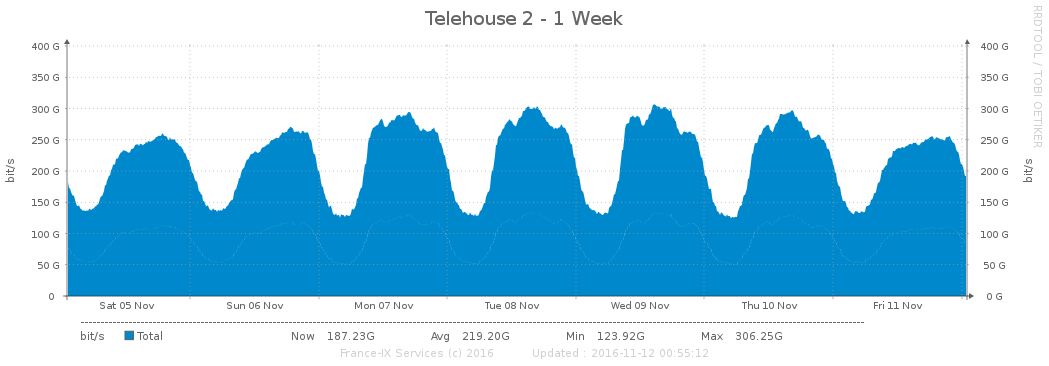 Telehouse 2 - 1 Week
RRDTOOL / TOBI OETIKER
bit/s
400 G 400 G
350 G 350 G
300 G 300 G
250 G 250 G
200 G 200 G
150 G 150 G
100 G 100 G
50 G 50 G
0 0 G
bit/s
Sat 05 Nov Sun 06 Nov Mon 07 Nov Tue 08 Nov Wed 09 Nov Thu 10 Nov Fri 11 Nov
bit/s Total Now 187.23G Avg 219.20G Min 123.92G Max 306.25G
France-IX Services (c) 2016 Updated : 2016-11-12 00:55:12